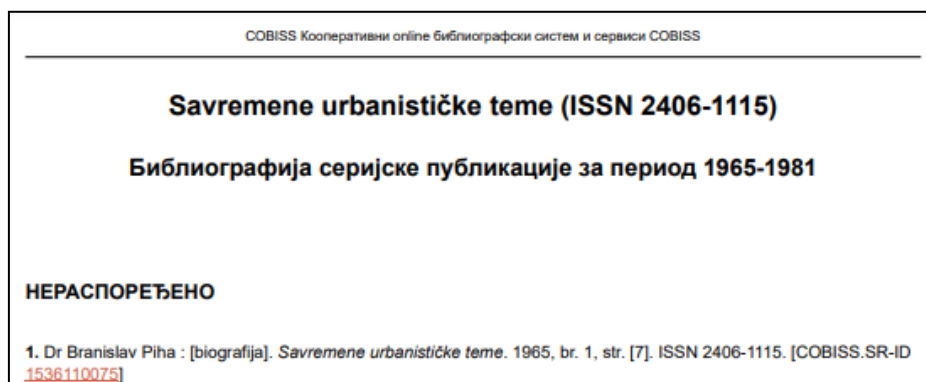 COBISS Кооперативни online библиографски систем и сервиси COBISS
Savremene urbanističke teme (ISSN 2406-1115)
Библиографија серијске публикације за период 1965-1981
НЕРАСПОРЕЂЕНО
1. Dr Branislav Piha : [biografija]. Savremene urbanističke teme. 1965, br. 1, str. [7]. ISSN 2406-1115. [COBISS.SR-ID
1536110075]